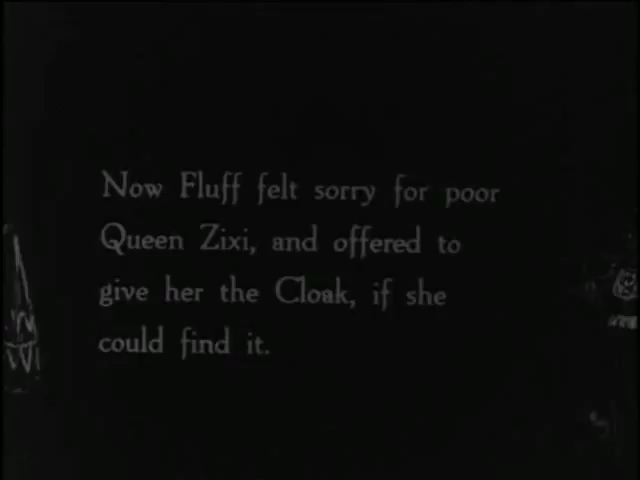 Now Fluff felt sorry for poor
Queen Zixi, and offered to
give her the Cloak, if she
could find it.